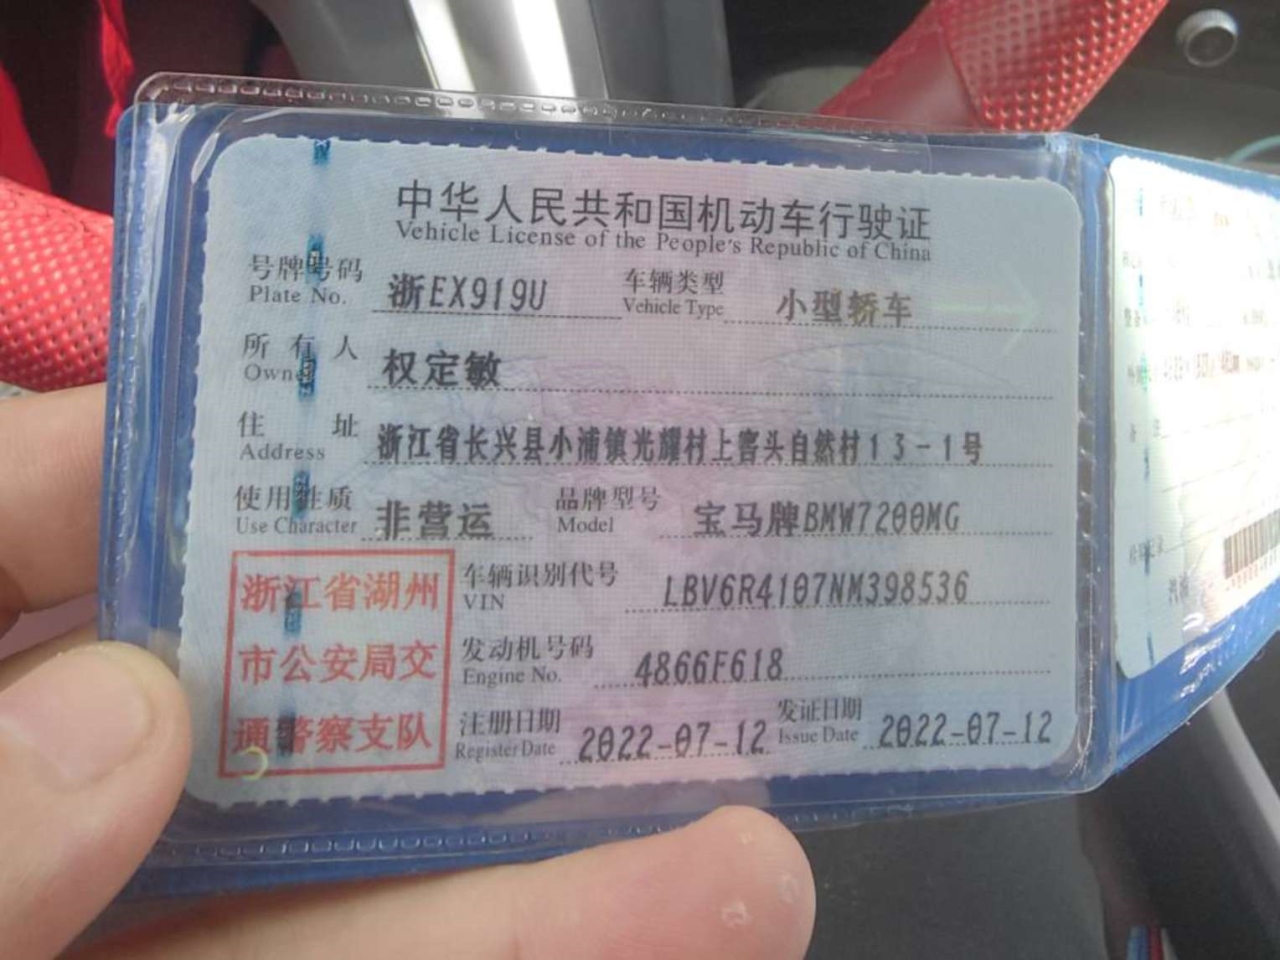 中华人民共和国机动车行驶证
Vehicle License of the People's Republic of China
号牌号码 浙EX919U 车辆类型 小型轿车
Plate No. Vehicle Type
所有人 权定敏
Owner
住址 浙江省长兴县小浦镇光耀村上窑头自然村13-1号
Address
使用性质 非营运 品牌型号 宝马牌BMW7200MG
Use Character Model
浙江省湖州
市公安局交
通警察支队
车辆识别代号 LBV6R4107NM398536
VIN
发动机号码 4866F618
Engine No.
注册日期 2022-07-12 发证日期 2022-07-12
Register Date Issue Date